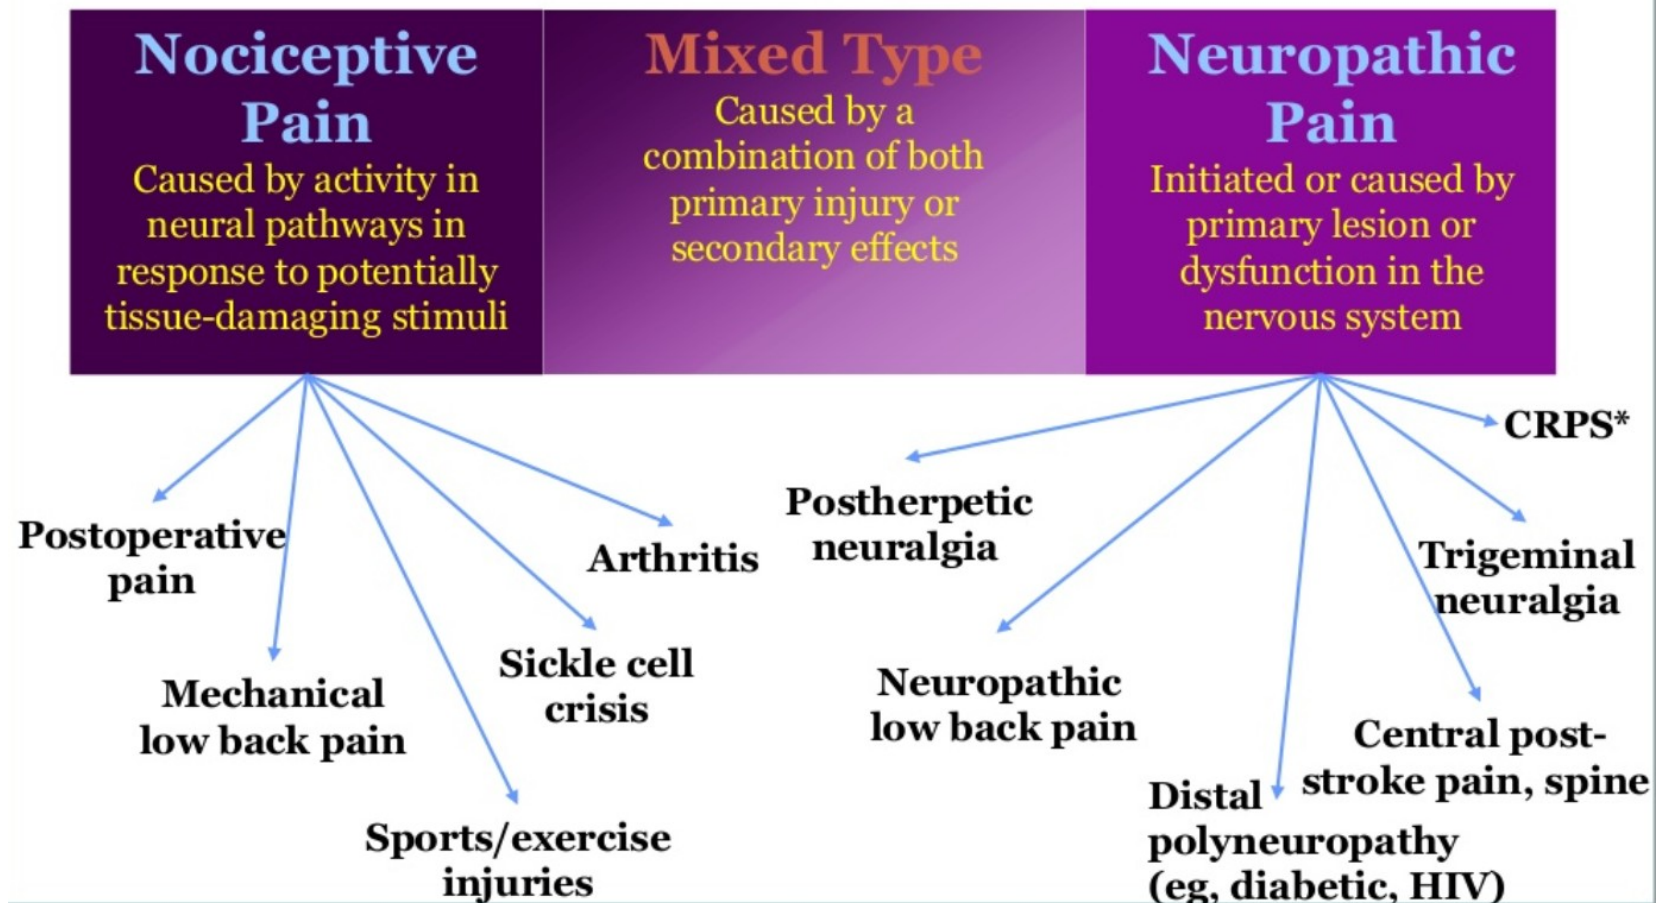 Nociceptive
Pain
Caused by activity in
neural pathways in
response to potentially
tissue-damaging stimuli
Mixed Type
Caused by a
combination of both
primary injury or
secondary effects
Neuropathic
Pain
Initiated or caused by
primary lesion or
dysfunction in the
nervous system
Postoperative
pain
Mechanical
low back pain
Sports/exercise
injuries
Sickle cell
crisis
Arthritis
Postherpetic
neuralgia
Neuropathic
low back pain
Distal
polyneuropathy
(eg, diabetic, HIV)
Central post-
stroke pain, spine
Trigeminal
neuralgia
CRPS*